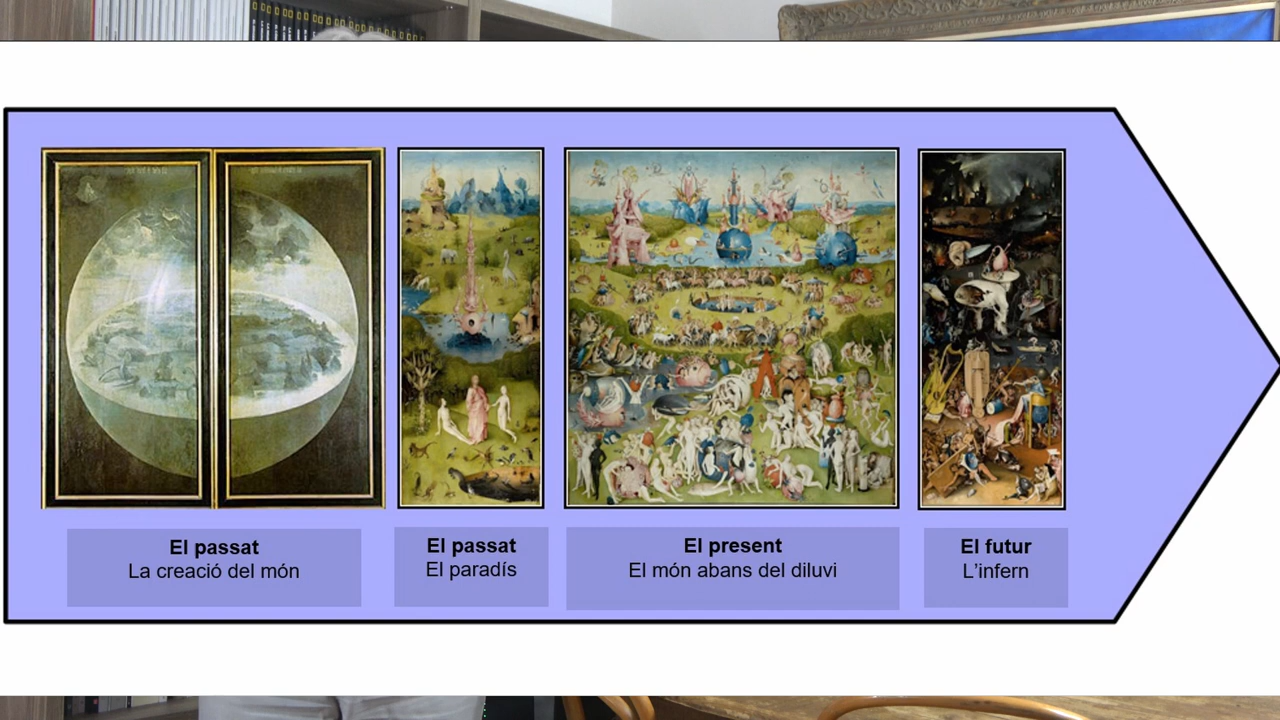 El passat
La creació del món
El passat
El paradís
El present
El món abans del diluvi
El futur
L'infern